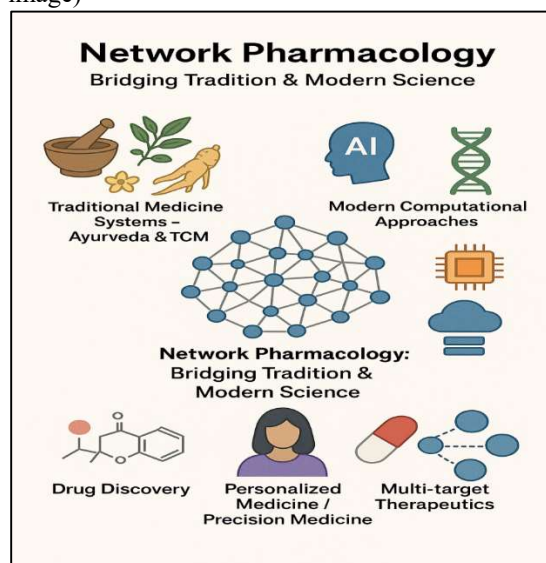 image)
Network Pharmacology
Bridging Tradition & Modern Science
AI
Traditional Medicine
Systems –
Ayurveda & TCM
Modern Computational
Approaches
Network Pharmacology:
Bridging Tradition &
Modern Science
O
O
Drug Discovery
Personalized
Medicine /
Precision Medicine
Multi-target
Therapeutics